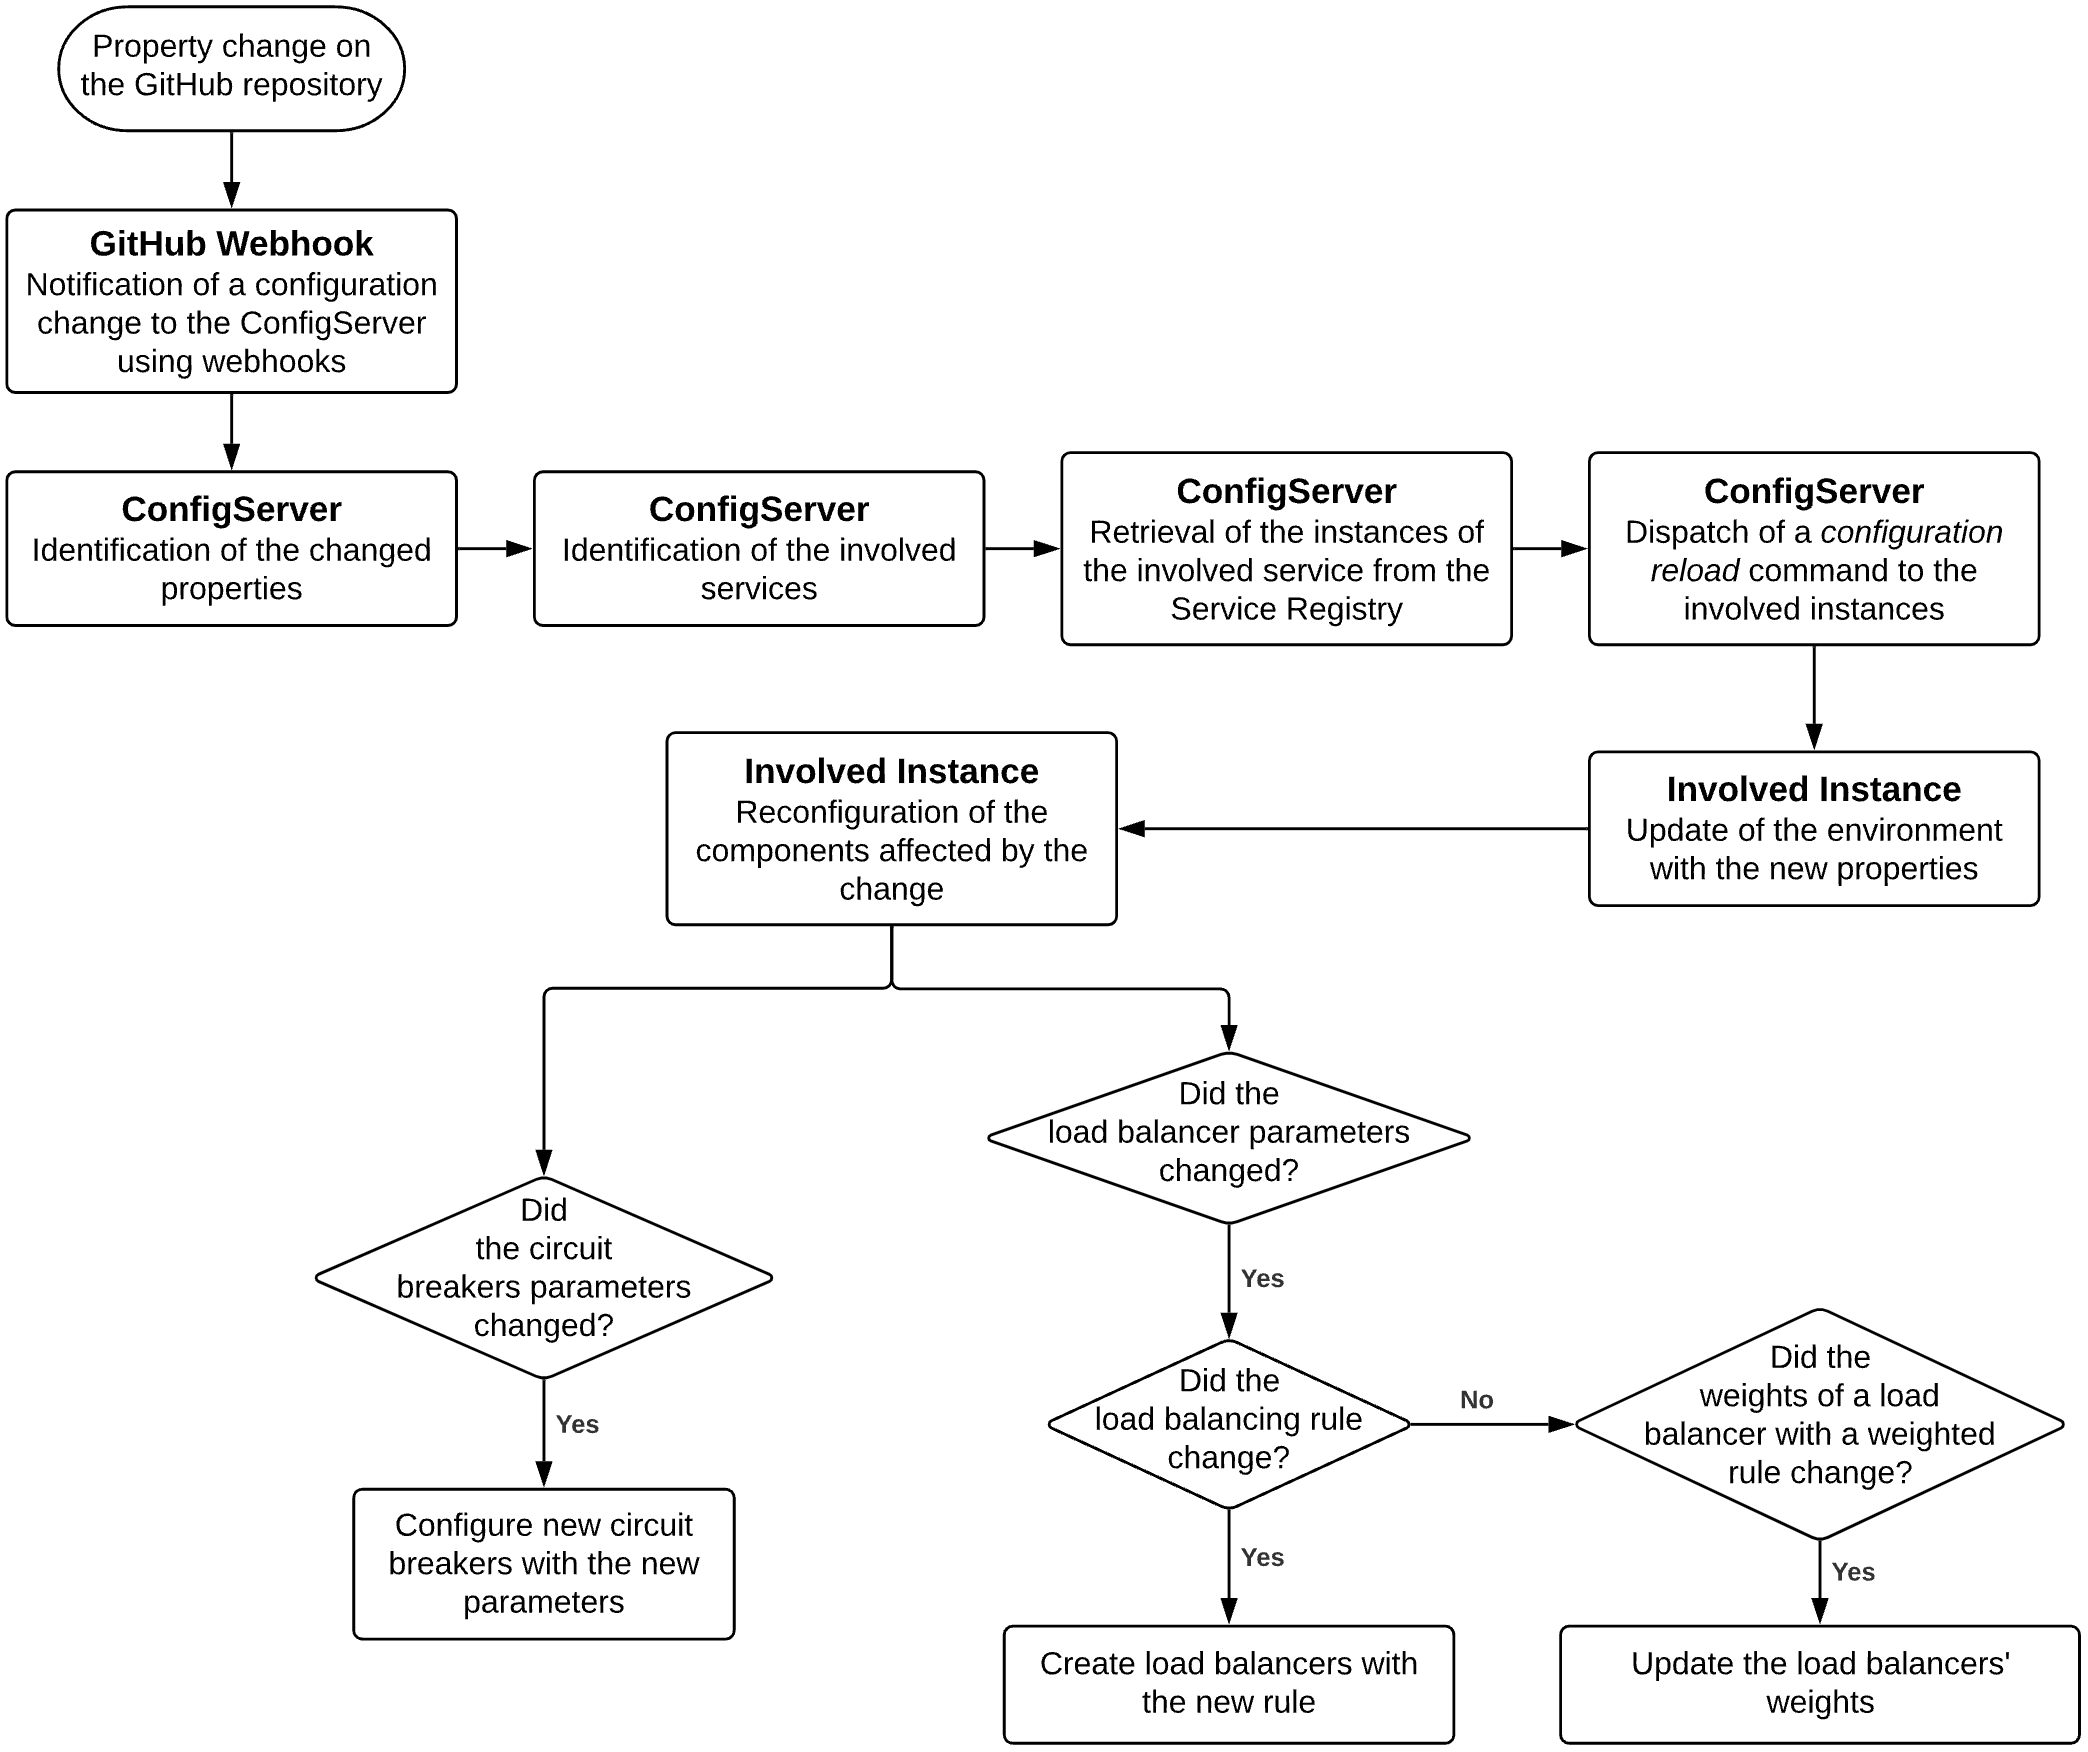 Property change on
the GitHub repository
GitHub Webhook
Notification of a configuration
change to the ConfigServer
using webhooks
ConfigServer
Identification of the changed
properties
ConfigServer
Identification of the involved
services
ConfigServer
Retrieval of the instances of
the involved service from the
Service Registry
ConfigServer
Dispatch of a configuration
reload command to the
involved instances
Involved Instance
Update of the environment
with the new properties
Involved Instance
Reconfiguration of the
components affected by the
change
Did the
load balancer parameters
changed?
Did
the circuit
breakers parameters
changed?
Yes
Configure new circuit
breakers with the new
parameters
Yes
Did the
load balancing rule
change?
No
Did the
weights of a load
balancer with a weighted
rule change?
Yes
Create load balancers with
the new rule
Yes
Update the load balancers'
weights